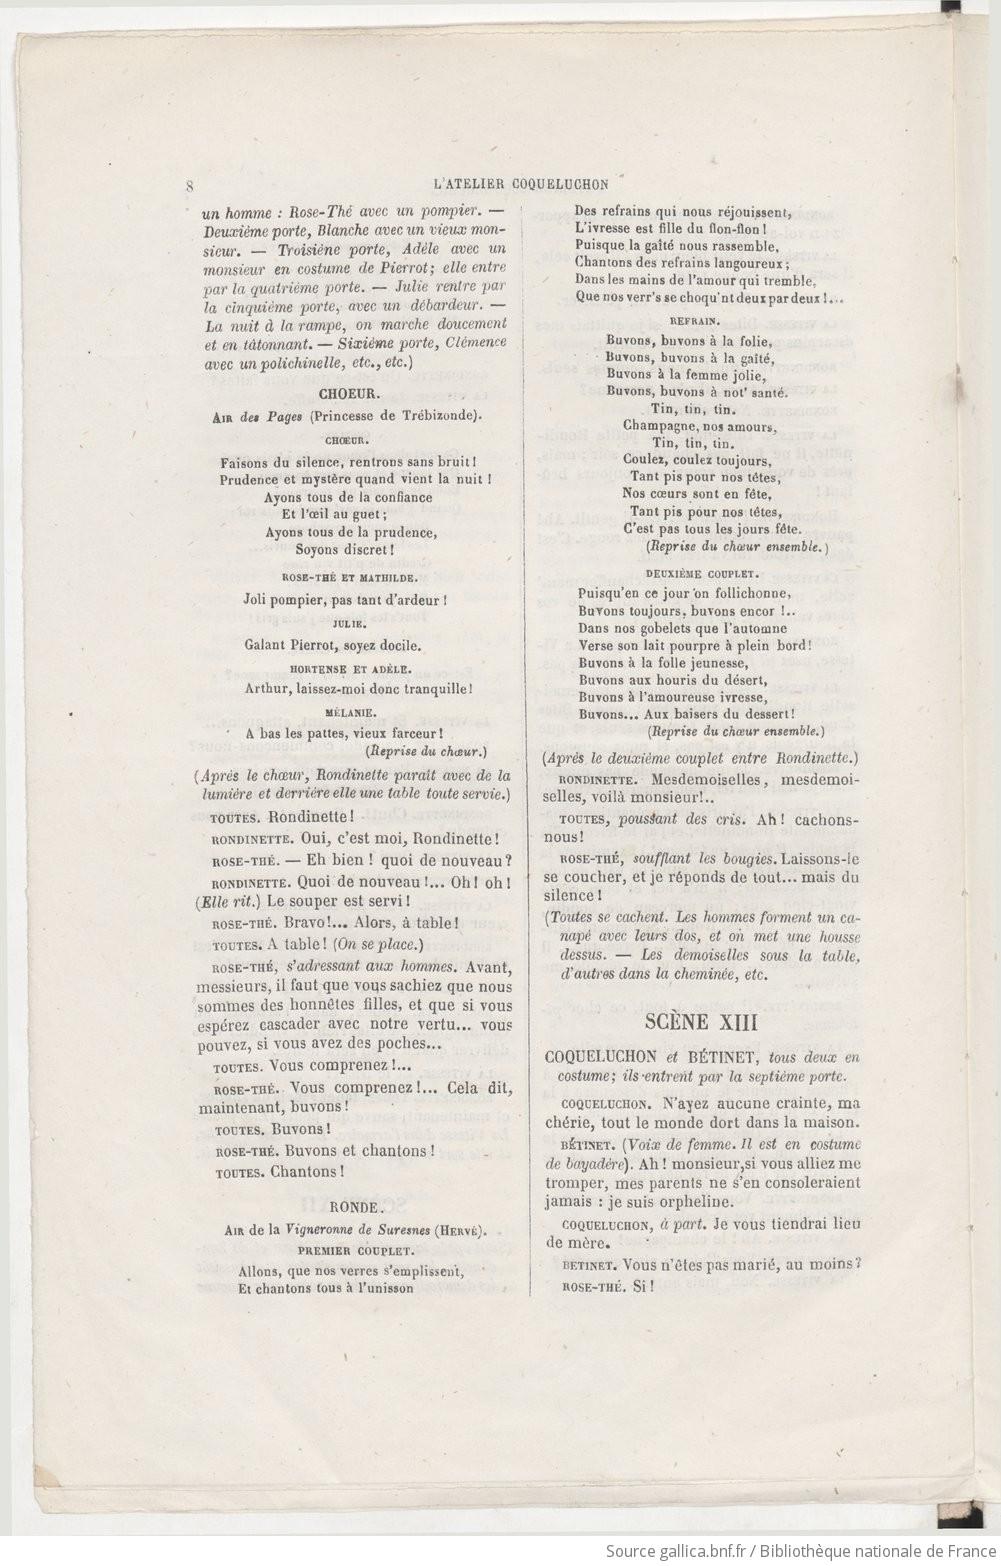 8
L'ATELIER COQUELUCHON
un homme : Rose-Thé avec un pompier. —
Deuxième porte, Blanche avec un vieux mon-
sieur. — Troisiène porte, Adèle avec un
monsieur en costume de Pierrot; elle entre
par la quatrième porte. — Julie rentre par
la cinquième porte, avec un débardeur. —
La nuit à la rampe, on marche doucement
et en tâtonnant. — Sixième porte, Clémence
avec un polichinelle, etc., etc.)
CHOEUR.
AIR des Pages (Princesse de Trébizonde).
CHŒUR.
Faisons du silence, rentrons sans bruit!
Prudence et mystère quand vient la nuit !
Ayons tous de la confiance
Et l'œil au guet ;
Ayons tous de la prudence,
Soyons discret !
ROSE-THÉ ET MATHILDE.
Joli pompier, pas tant d'ardeur !
JULIE.
Galant Pierrot, soyez docile.
HORTENSE ET ADÈLE.
Arthur, laissez-moi donc tranquille!
MÉLANIE.
A bas les pattes, vieux farceur !
(Reprise du chœur.)
(Après le chœur, Rondinette paraît avec de la
lumière et derrière elle une table toute servie.)
TOUTES. Rondinette !
RONDINETTE. Oui, c'est moi, Rondinette !
ROSE-THÉ. — Eh bien ! quoi de nouveau ?
RONDINETTE. Quoi de nouveau !... Oh! oh!
(Elle rit.) Le souper est servi !
ROSE-THÉ. Bravo!... Alors, à table!
TOUTES. A table! (On se place.)
ROSE-THÉ, s'adressant aux hommes. Avant,
messieurs, il faut que vous sachiez que nous
sommes des honnêtes filles, et que si vous
espérez cascader avec notre vertu... vous
pouvez, si vous avez des poches...
TOUTES. Vous comprenez !...
ROSE-THÉ. Vous comprenez!... Cela dit,
maintenant, buvons !
TOUTES. Buvons !
ROSE-THÉ. Buvons et chantons !
TOUTES. Chantons !
RONDE.
AIR de la Vigneronne de Suresnes (HERVÉ).
PREMIER COUPLET.
Allons, que nos verres s'emplissent,
Et chantons tous à l'unisson
Des refrains qui nous réjouissent,
L'ivresse est fille du flon-flon !
Puisque la gaîté nous rassemble,
Chantons des refrains langoureux ;
Dans les mains de l'amour qui tremble,
Que nos verr's se choqu'nt deux par deux !...
REFRAIN.
Buvons, buvons à la folie,
Buvons, buvons à la gaîté,
Buvons à la femme jolie,
Buvons, buvons à not' santé.
Tin, tin, tin.
Champagne, nos amours,
Tin, tin, tin.
Coulez, coulez toujours,
Tant pis pour nos têtes,
Nos cœurs sont en fête,
Tant pis pour nos têtes,
C'est pas tous les jours fête.
(Reprise du chœur ensemble.)
DEUXIÈME COUPLET.
Puisqu'en ce jour on follichonne,
Buvons toujours, buvons encor !..
Dans nos gobelets que l'automne
Verse son lait pourpre à plein bord!
Buvons à la folle jeunesse,
Buvons aux houris du désert,
Buvons à l'amoureuse ivresse,
Buvons... Aux baisers du dessert!
(Reprise du chœur ensemble.)
(Après le deuxième couplet entre Rondinette.)
RONDINETTE. Mesdemoiselles, mesdemoi-
selles, voilà monsieur!..
TOUTES, poussant des cris. Ah! cachons-
nous!
ROSE-THÉ, soufflant les bougies. Laissons-le
se coucher, et je réponds de tout... mais du
silence !
(Toutes se cachent. Les hommes forment un ca-
napé avec leurs dos, et on met une housse
dessus. — Les demoiselles sous la table,
d'autres dans la cheminée, etc.
SCÈNE XIII
COQUELUCHON et BÉTINET, tous deux en
costume; ils entrent par la septième porte.
COQUELUCHON. N'ayez aucune crainte, ma
chérie, tout le monde dort dans la maison.
BÉTINET. (Voix de femme. Il est en costume
de bayadère). Ah ! monsieur, si vous alliez me
tromper, mes parents ne s'en consoleraient
jamais : je suis orpheline.
COQUELUCHON, à part. Je vous tiendrai lieu
de mère.
BETINET. Vous n'êtes pas marié, au moins ?
ROSE-THÉ. Si !
Source gallica.bnf.fr / Bibliothèque nationale de France